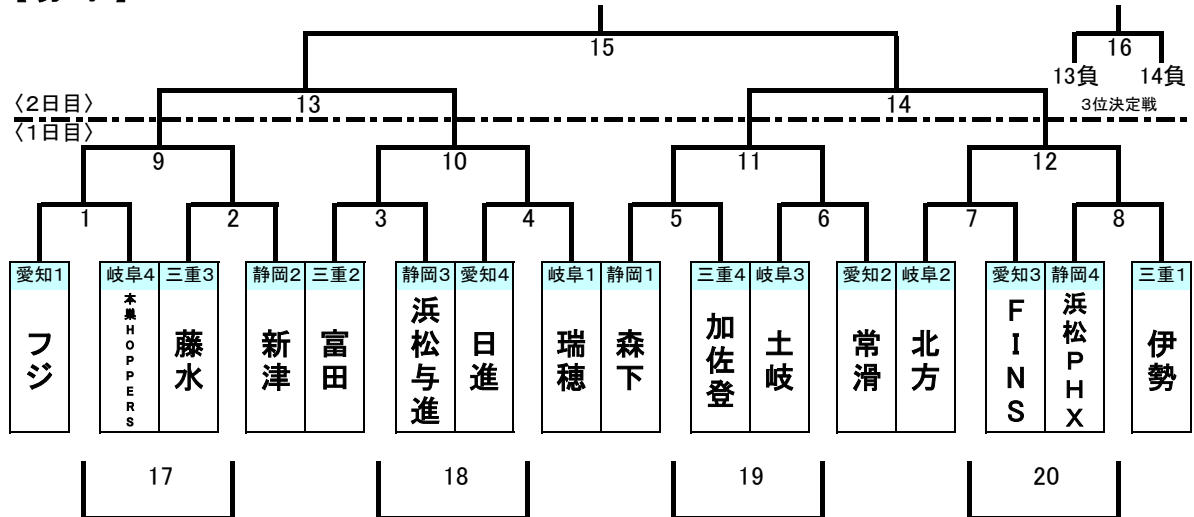 15
16
13負 14負
〈2日目〉
13
14
3位決定戦
〈1日目〉
9
10
11
12
1
2
3
4
5
6
7
8
愛知1
岐阜4
三重3
静岡2
三重2
静岡3
愛知4
岐阜1
静岡1
三重4
岐阜3
愛知2
岐阜2
愛知3
静岡4
三重1
フジ
本巣HOPPERS
藤水
新津
富田
浜松与進
日進
瑞穂
森下
加佐登
土岐
常滑
北方
FINS
浜松PHX
伊勢
17
18
19
20